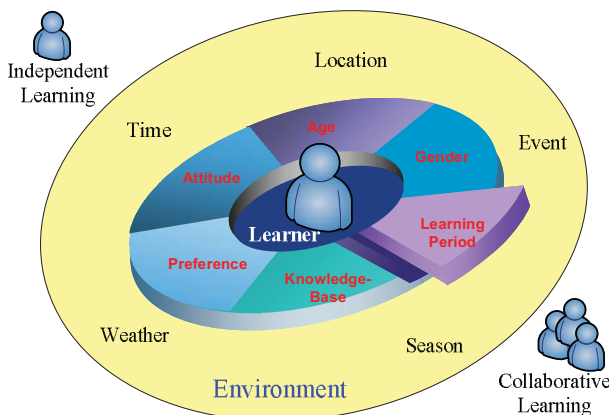 Independent
Learning
Location
Time
Age
Event
Gender
Attitude
Learning
Period
Learner
Preference
Knowledge-
Base
Weather
Season
Environment
Collaborative
Learning